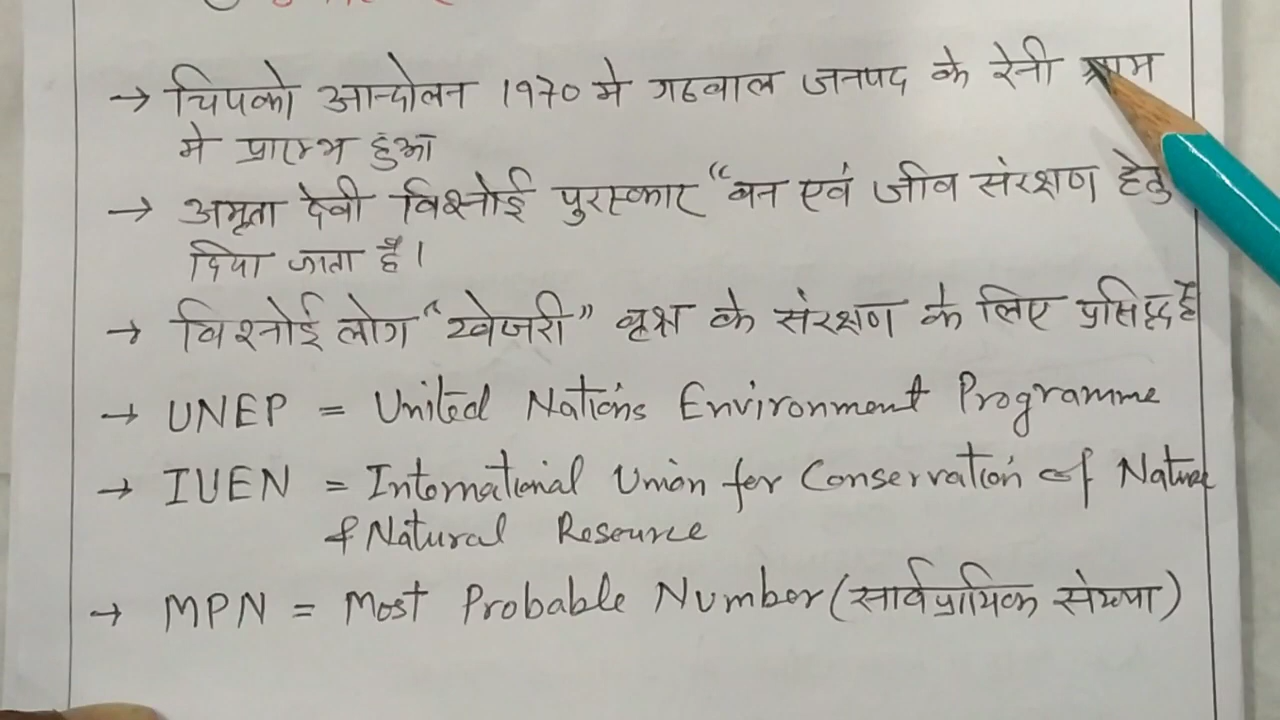 → चिपको आन्दोलन 1970 मे गढवाल जनपद के रेनी ग्राम
मे प्रारम्भ हुआ
→ अमृता देवी विश्नोई पुरस्कार "वन एवं जीव संरक्षण हेतु
दिया जाता है।
→ विश्नोई लोग "खेजरी" वृक्ष के संरक्षण के लिए प्रसिद्ध है
→ UNEP = United Nations Environment Programme
→ IUEN = International Union for Conservation of Nature
& Natural Resource
→ MPN = Most Probable Number (सार्वप्रायिक संख्या)